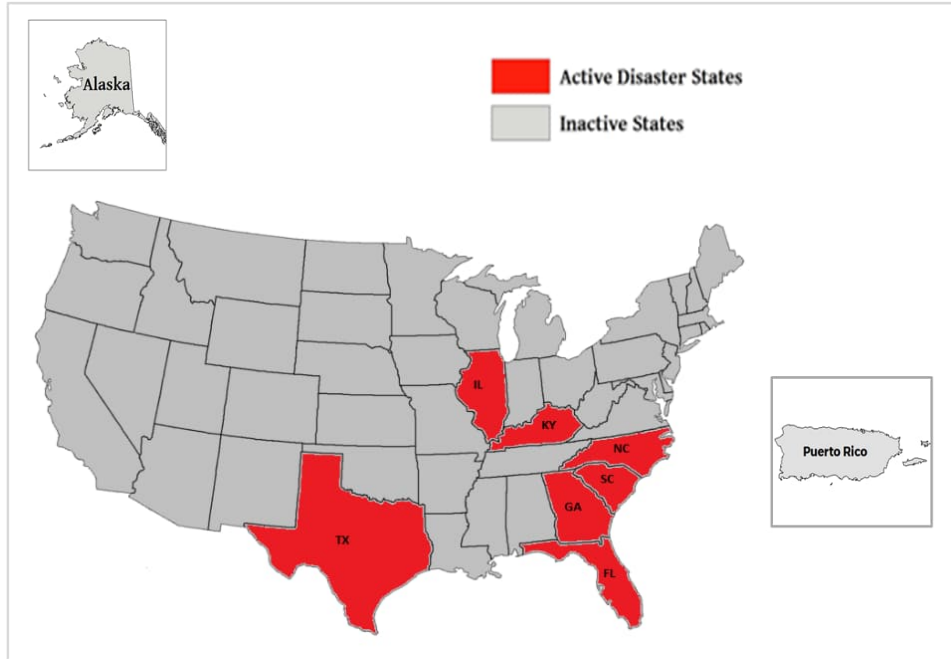 Alaska
Active Disaster States
Inactive States
IL
KY
NC
SC
GA
TX
FL
Puerto Rico